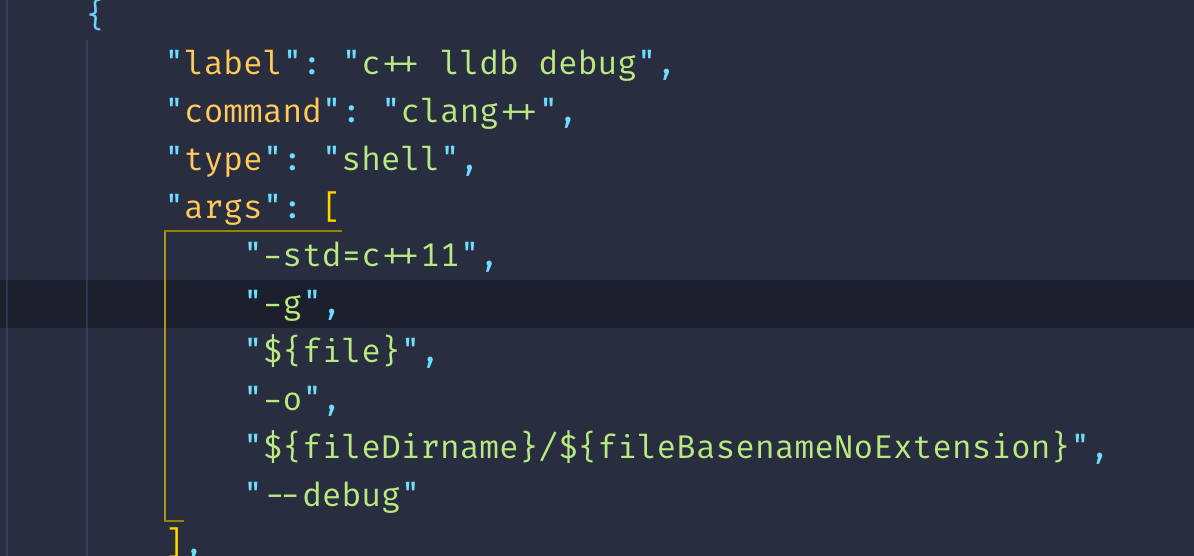 {
"label": "c++ lldb debug",
"command": "clang++",
"type": "shell",
"args": [
"-std=c++11",
"-g",
"${file}",
"-o",
"${fileDirname}/${fileBasenameNoExtension}",
"--debug"
],